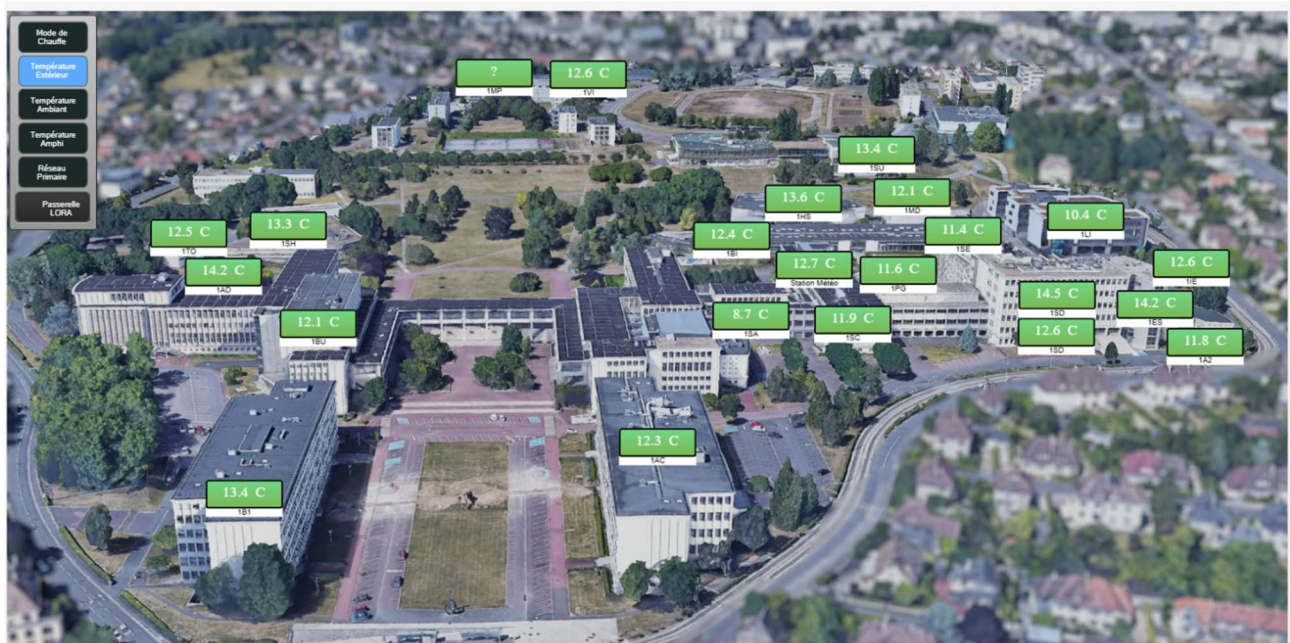 Mode de
Chauffe
Température
Extérieur
Température
Ambiant
Température
Amphi
Réseau
Primaire
Passerelle
LORA
?
1MP
12.6 C
1VI
13.4 C
1SU
13.6 C
1HS
12.1 C
1MD
10.4 C
1LI
12.5 C
1TO
13.3 C
1SH
12.4 C
1BI
11.4 C
1SE
14.2 C
1AD
12.7 C
Station Météo
11.6 C
1PG
12.6 C
1IE
14.5 C
1SD
14.2 C
1ES
12.1 C
1BU
8.7 C
1SA
11.9 C
1SC
12.6 C
1SD
11.8 C
1A2
12.3 C
1AC
13.4 C
1B1